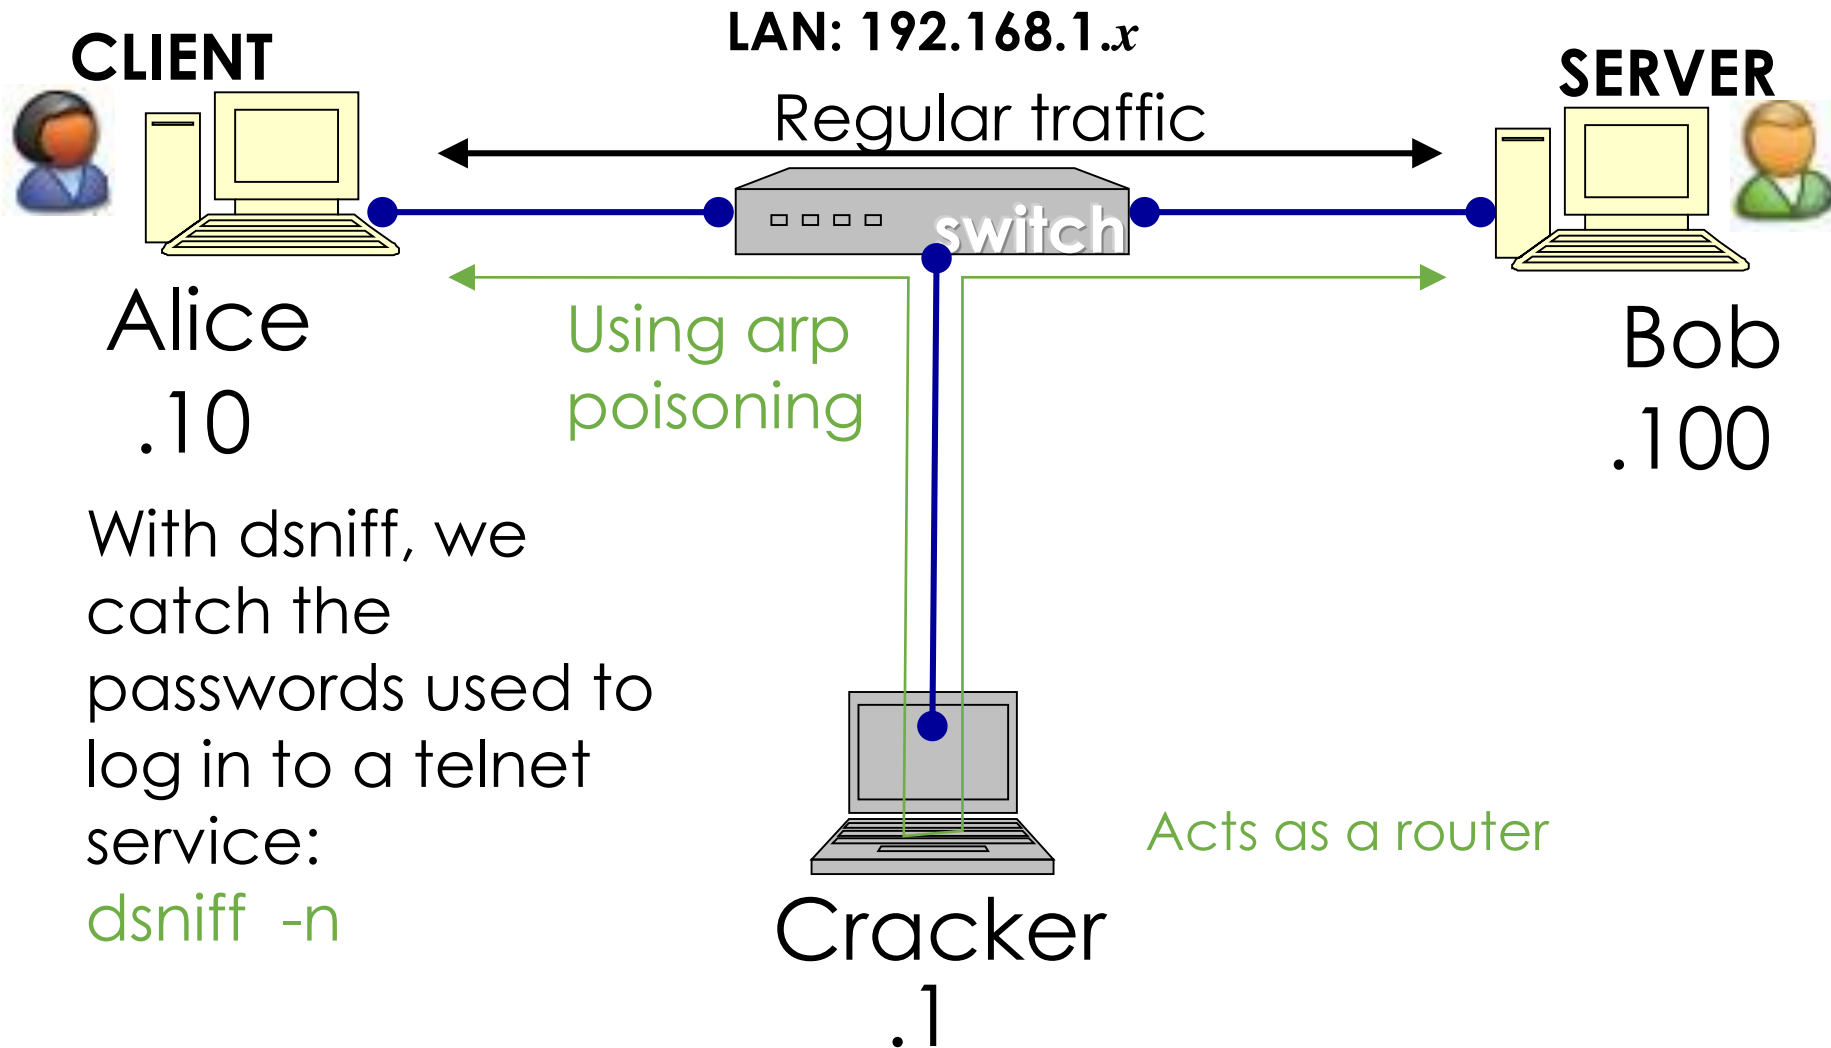 LAN: 192.168.1.x
CLIENT
SERVER
Regular traffic
switch
Alice
.10
Using arp
poisoning
Bob
.100
With dsniff, we
catch the
passwords used to
log in to a telnet
service:
dsniff -n
Acts as a router
Cracker
.1